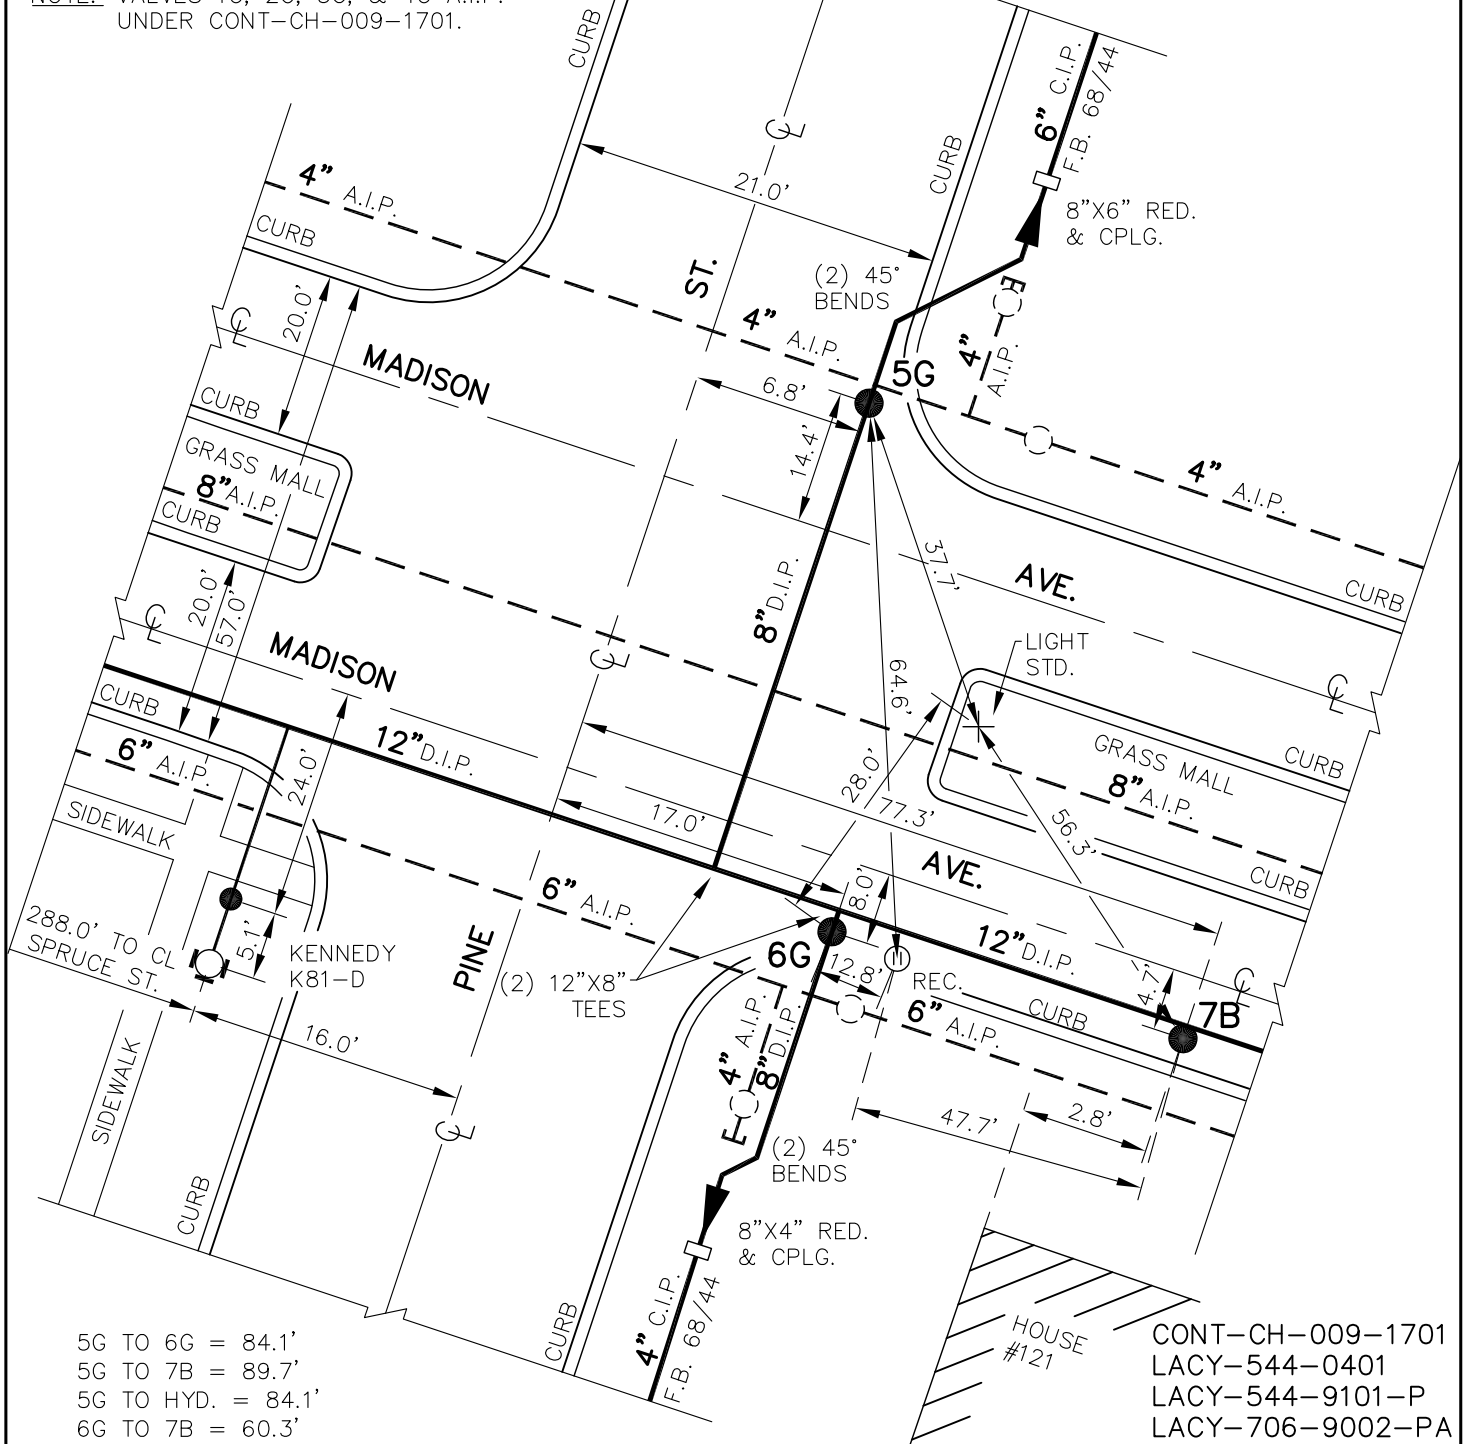 UNDER CONT-CH-009-1701.
CURB
6" C.I.P.
F.B. 68/44
CURB
℄
4" A.I.P.
21.0'
8"X6" RED.
& CPLG.
CURB
ST.
(2) 45°
BENDS
20.0'
℄
4" A.I.P.
4" A.I.P.
MADISON
5G
6.8'
CURB
14.4'
GRASS MALL
8" A.I.P.
CURB
4" A.I.P.
37.7'
AVE.
CURB
8" D.I.P.
20.0'
57.0'
℄
MADISON
℄
LIGHT
STD.
64.6'
℄
CURB
12" D.I.P.
6" A.I.P.
24.0'
28.0'
GRASS MALL
8" A.I.P.
CURB
77.3'
17.0'
56.3'
SIDEWALK
AVE.
CURB
6" A.I.P.
8.0'
288.0' TO CL
SPRUCE ST.
5.1'
KENNEDY
K81-D
PINE
(2) 12"X8"
TEES
6G
12.8'
REC.
12" D.I.P.
4.7'
℄
6" A.I.P.
CURB
7B
16.0'
4" A.I.P.
8" D.I.P.
SIDEWALK
℄
47.7'
2.8'
(2) 45°
BENDS
CURB
8"X4" RED.
& CPLG.
4" C.I.P.
F.B. 68/44
CURB
HOUSE
#121
5G TO 6G = 84.1'
5G TO 7B = 89.7'
5G TO HYD. = 84.1'
6G TO 7B = 60.3'
CONT-CH-009-1701
LACY-544-0401
LACY-544-9101-P
LACY-706-9002-PA